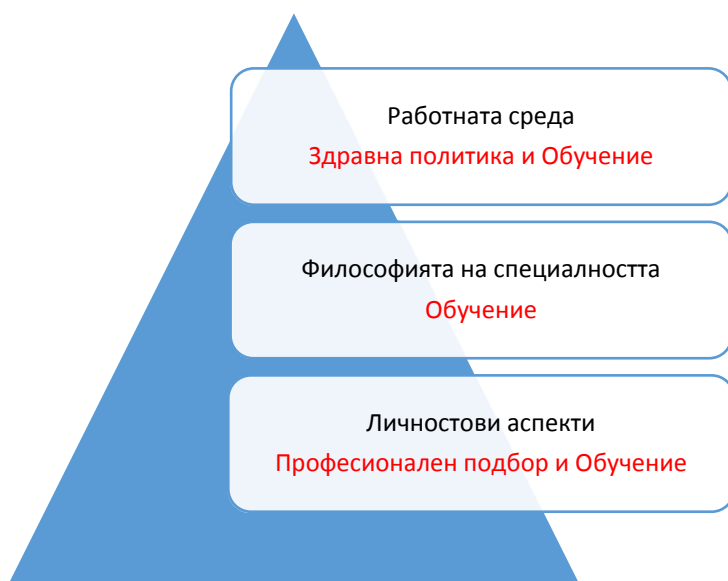 Работната среда
Здравна политика и Обучение
Философията на специалността
Обучение
Личностови аспекти
Професионален подбор и Обучение